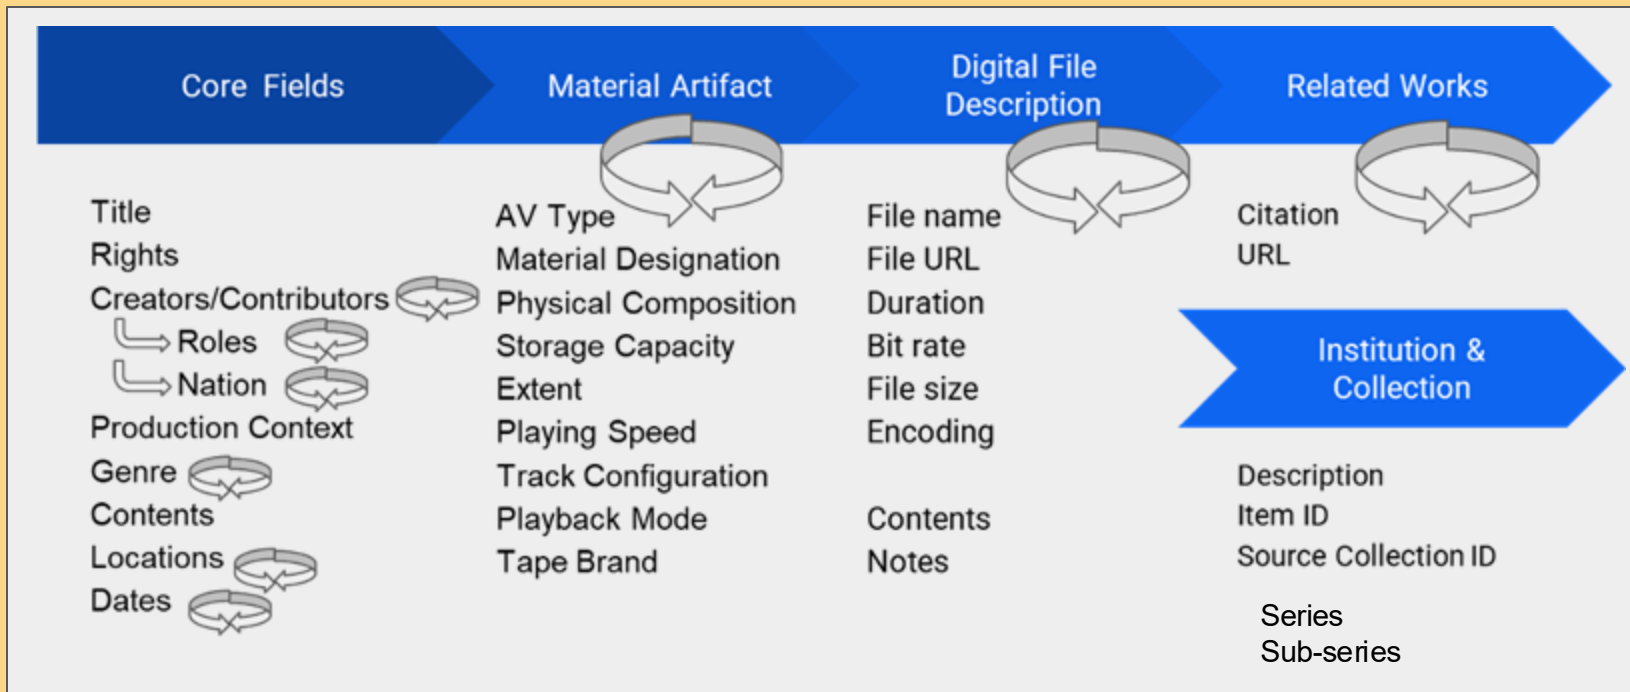 Core Fields
Material Artifact
Digital File
Description
Related Works
Title
Rights
Creators/Contributors
Roles
Nation
Production Context
Genre
Contents
Locations
Dates
AV Type
Material Designation
Physical Composition
Storage Capacity
Extent
Playing Speed
Track Configuration
Playback Mode
Tape Brand
File name
File URL
Duration
Bit rate
File size
Encoding
Contents
Notes
Citation
URL
Institution &
Collection
Description
Item ID
Source Collection ID
Series
Sub-series